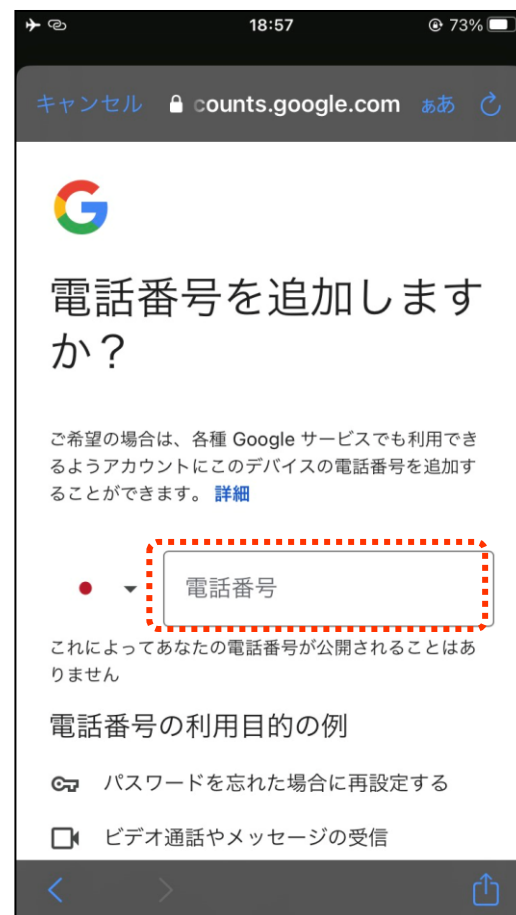 18:57
73%
キャンセル counts.google.com ぁあ
電話番号を追加します
か？
ご希望の場合は、各種 Google サービスでも利用でき
るようアカウントにこのデバイスの電話番号を追加す
ることができます。 詳細
電話番号
これによってあなたの電話番号が公開されることはあ
りません
電話番号の利用目的の例
パスワードを忘れた場合に再設定する
ビデオ通話やメッセージの受信